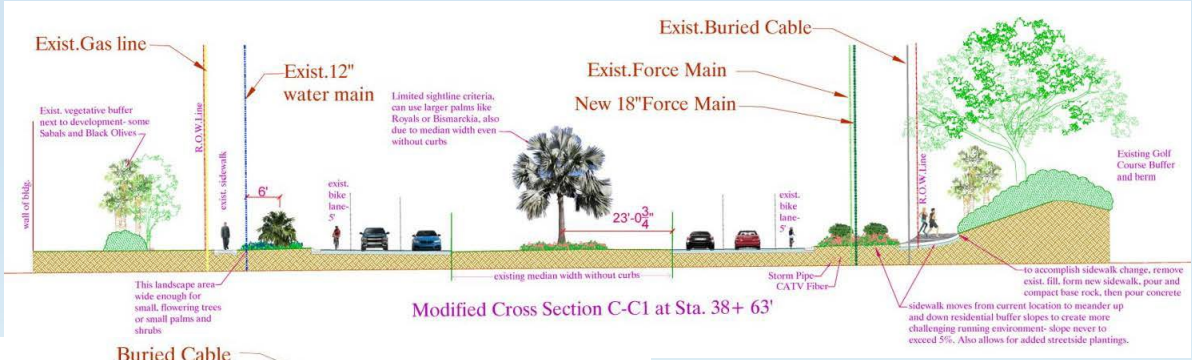 Exist.Gas line
Exist.12"
water main
Exist. vegetative buffer
next to development- some
Sabals and Black Olives
wall of bldg.
R.O.W.Line
exist. sidewalk
6'
exist.
bike
lane-
5'
Limited sightline criteria,
can use larger palms like
Royals or Bismarckia, also
due to median width even
without curbs
23'-0 3/4"
Exist.Buried Cable
Exist.Force Main
New 18"Force Main
exist.
bike
lane-
5'
R.O.W.Line
Existing Golf
Course Buffer
and berm
This landscape area
wide enough for
small, flowering trees
or small palms and
shrubs
existing median width without curbs
Storm Pipe
CATV Fiber
to accomplish sidewalk change, remove
exist. fill, form new sidewalk, pour and
compact base rock, then pour concrete
sidewalk moves from current location to meander up
and down residential buffer slopes to create more
challenging running environment- slope never to
exceed 5%. Also allows for added streetside plantings.
Modified Cross Section C-C1 at Sta. 38+ 63'
Buried Cable